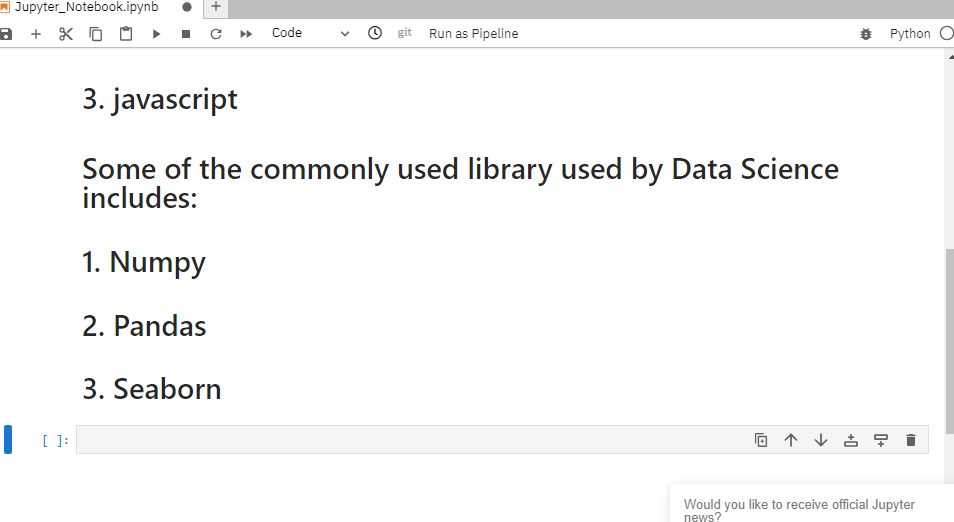 Jupyter_Notebook.ipynb
Code git Run as Pipeline Python
3. javascript
Some of the commonly used library used by Data Science
includes:
1. Numpy
2. Pandas
3. Seaborn
[ ]:
Would you like to receive official Jupyter
news?